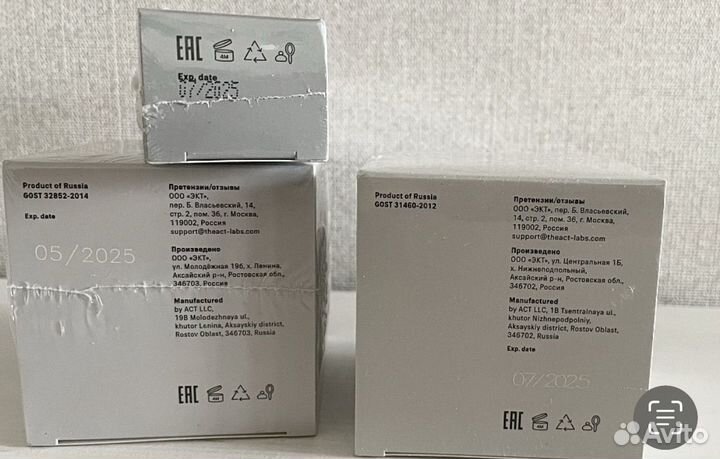 EAC
4M
Exp. date
07/2025
Product of Russia
GOST 32852-2014
Exp. date
05/2025
Претензии/отзывы
ООО «ЭКТ»,
пер. Б. Власьевский, 14,
стр. 2, пом. 3б, г. Москва,
119002, Россия
support@theact-labs.com
Произведено
ООО «ЭКТ»,
ул. Молодёжная 19б, х. Ленина,
Аксайский р-н, Ростовская обл.,
346703, Россия
Manufactured
by ACT LLC,
19B Molodezhnaya ul.,
khutor Lenina, Aksayskiy district,
Rostov Oblast, 346703, Russia
EAC
Product of Russia
GOST 31460-2012
Претензии/отзывы
ООО «ЭКТ», пер. Б. Власьевский,
14, стр. 2, пом. 3б, г. Москва,
119002, Россия
support@theact-labs.com
Произведено
ООО «ЭКТ», ул. Центральная 1Б,
х. Нижнеподпольный,
Аксайский р-н, Ростовская обл.,
346702, Россия
Manufactured
by ACT LLC, 1B Tsentralnaya ul.,
khutor Nizhnepodpolniy,
Aksayskiy district, Rostov Oblast,
346702, Russia
Exp. date
07/2025
EAC
4M
Avito